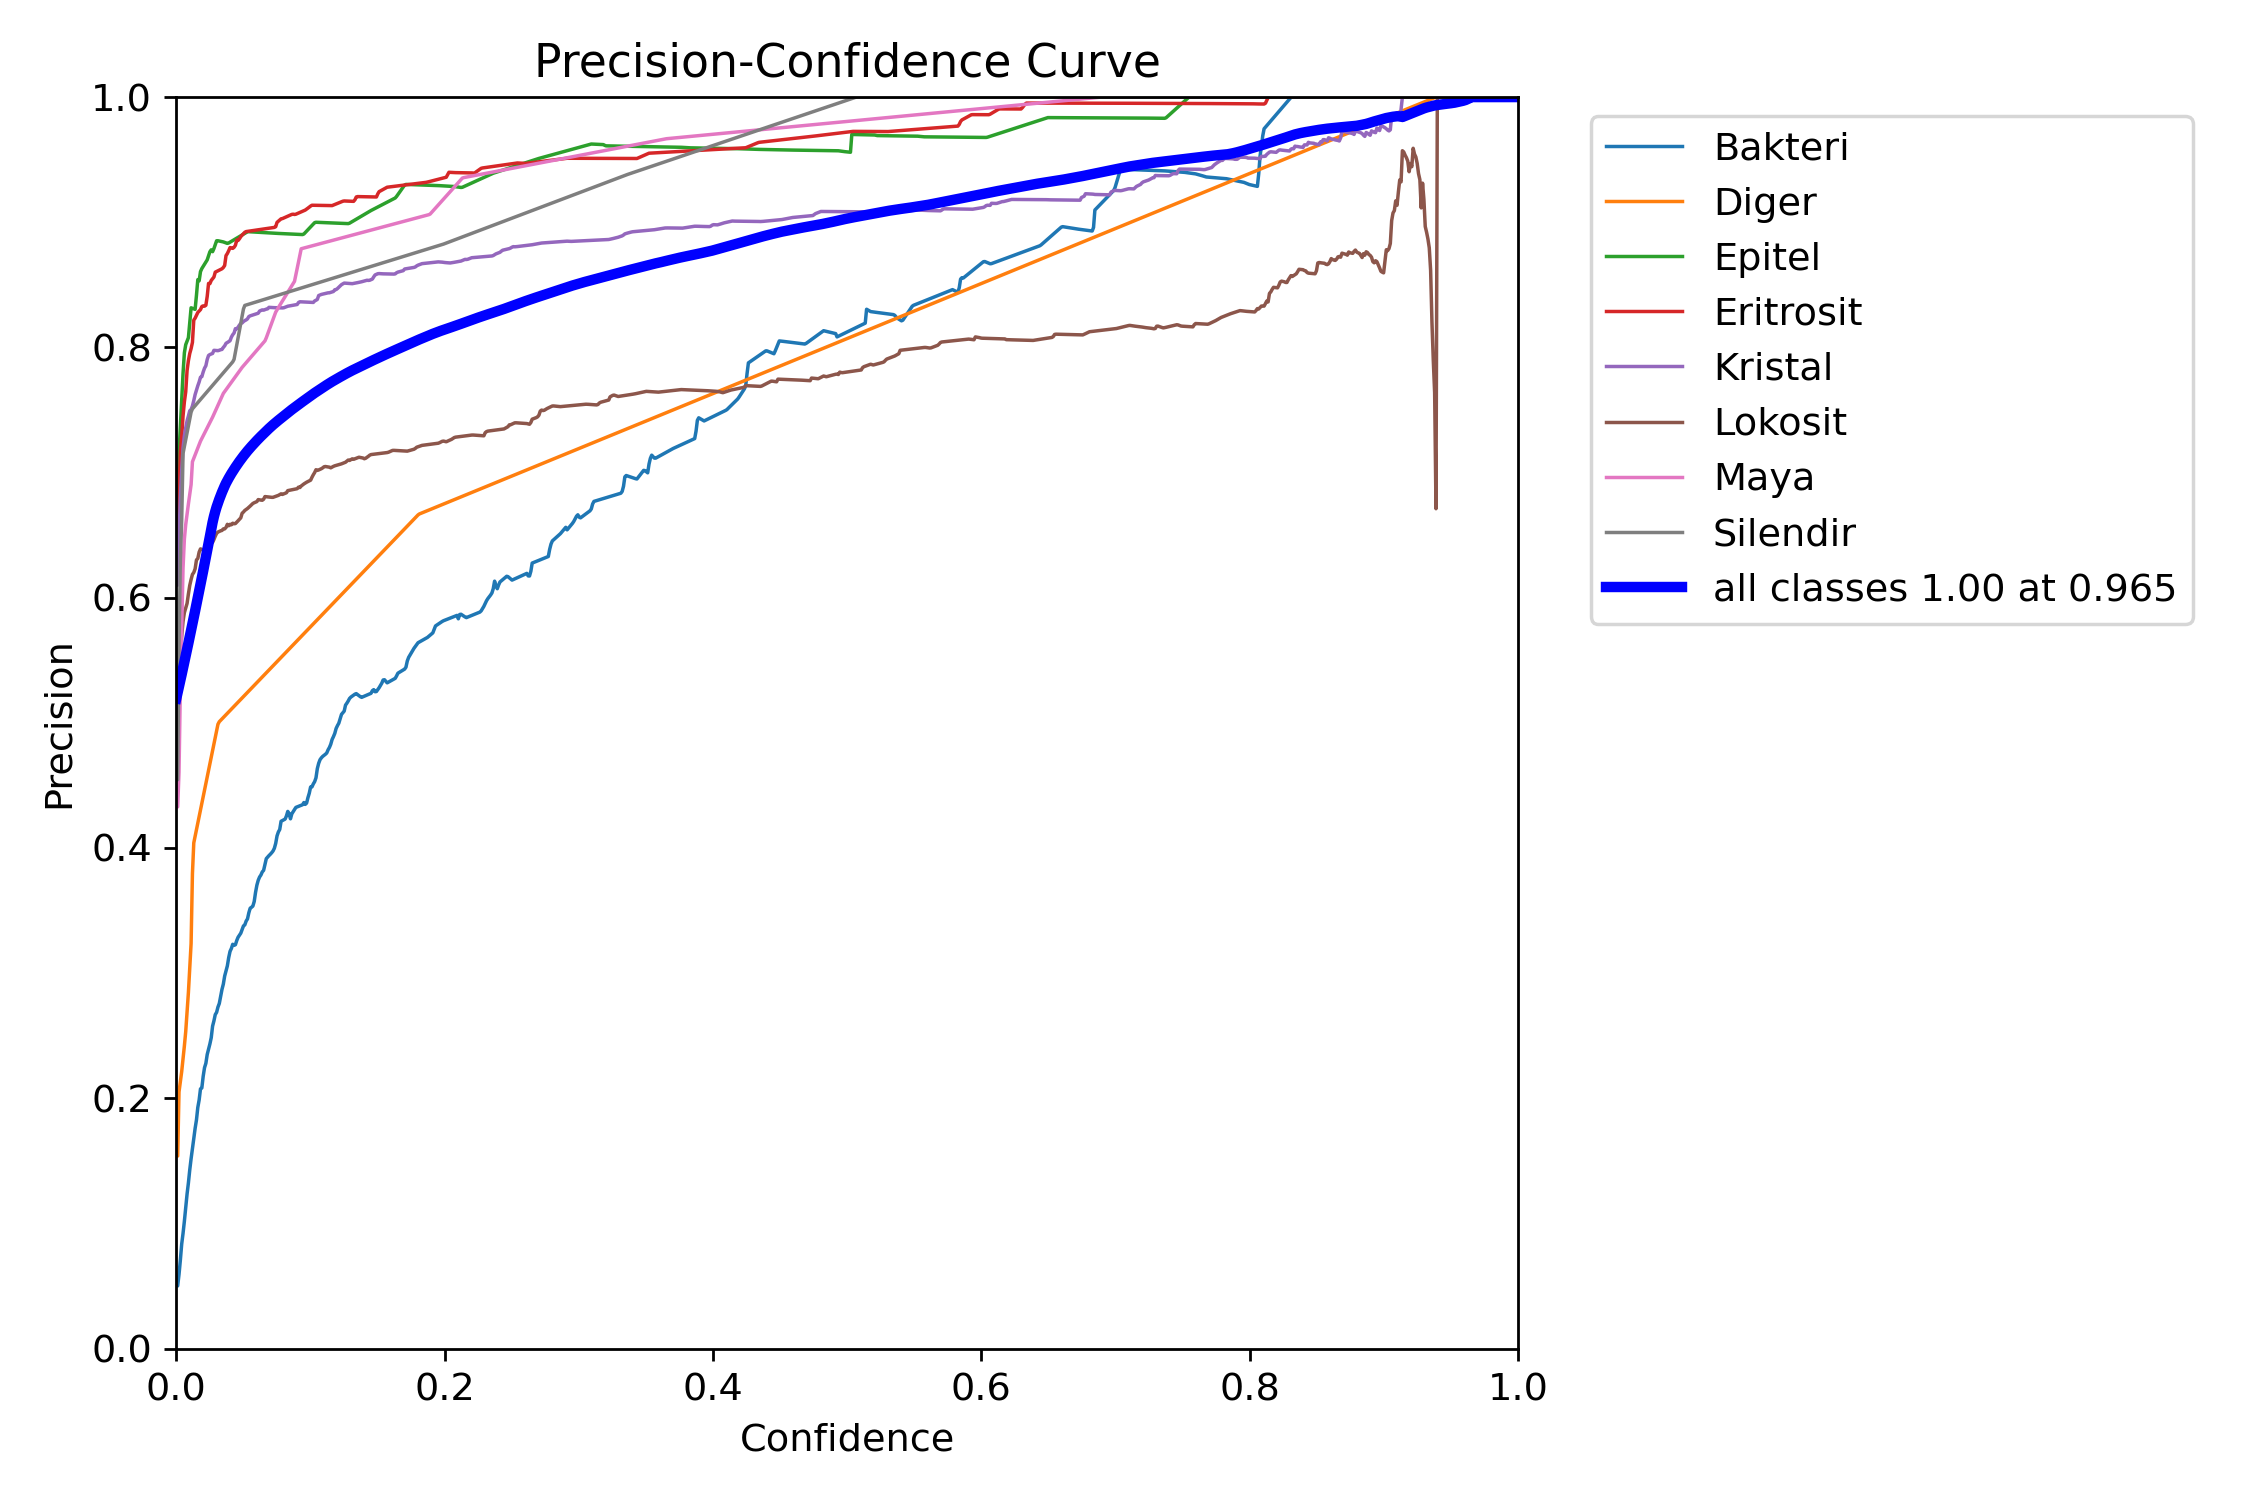 Precision-Confidence Curve
1.0
0.8
0.6
0.4
0.2
0.0
Precision
0.0 0.2 0.4 0.6 0.8 1.0
Confidence
Bakteri
Diger
Epitel
Eritrosit
Kristal
Lokosit
Maya
Silendir
all classes 1.00 at 0.965